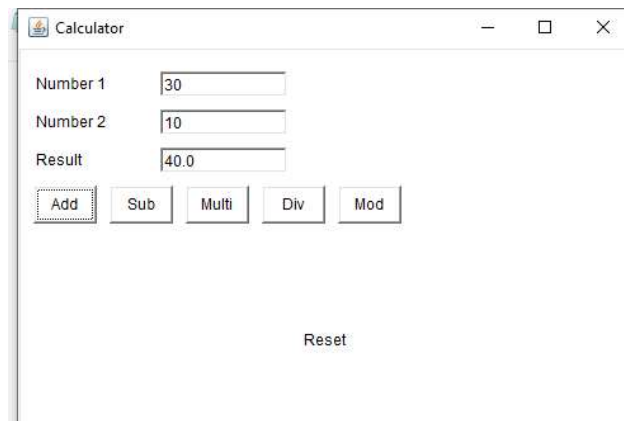 Calculator
Number 1 30
Number 2 10
Result 40.0
Add Sub Multi Div Mod
Reset